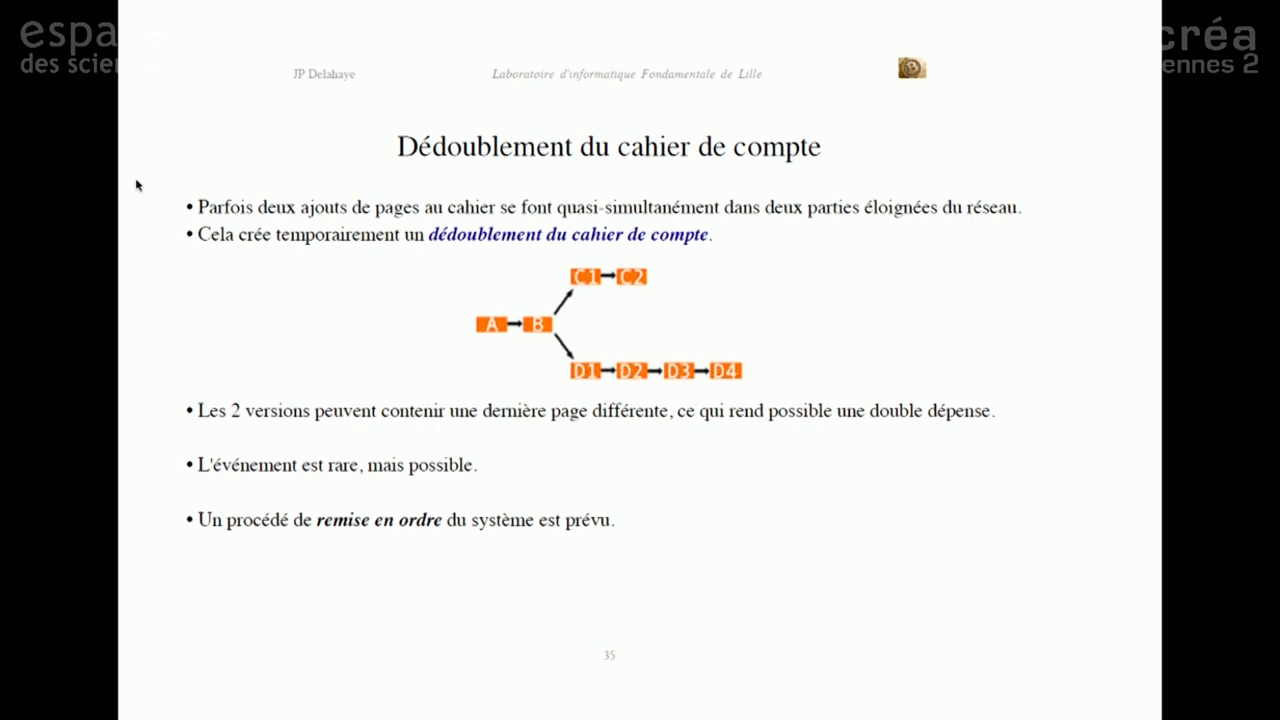 espa
des scie
créa
ennes 2
JP Delahaye
Laboratoire d'informatique Fondamentale de Lille
Dédoublement du cahier de compte
• Parfois deux ajouts de pages au cahier se font quasi-simultanément dans deux parties éloignées du réseau.
• Cela crée temporairement un dédoublement du cahier de compte.
C1 C2
A B
D1 D2 D3 D4
• Les 2 versions peuvent contenir une dernière page différente, ce qui rend possible une double dépense.
• L'événement est rare, mais possible.
• Un procédé de remise en ordre du système est prévu.
35